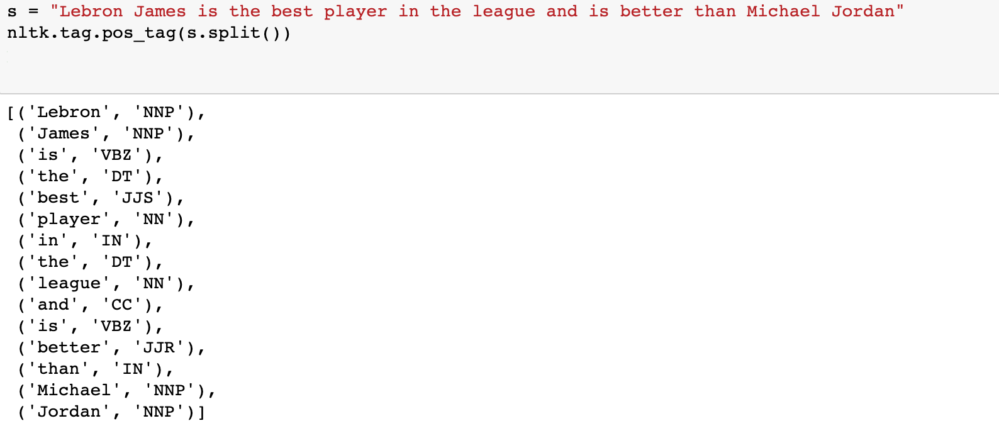 s = "Lebron James is the best player in the league and is better than Michael Jordan"
nltk.tag.pos_tag(s.split())
[('Lebron', 'NNP'),
 ('James', 'NNP'),
 ('is', 'VBZ'),
 ('the', 'DT'),
 ('best', 'JJS'),
 ('player', 'NN'),
 ('in', 'IN'),
 ('the', 'DT'),
 ('league', 'NN'),
 ('and', 'CC'),
 ('is', 'VBZ'),
 ('better', 'JJR'),
 ('than', 'IN'),
 ('Michael', 'NNP'),
 ('Jordan', 'NNP')]